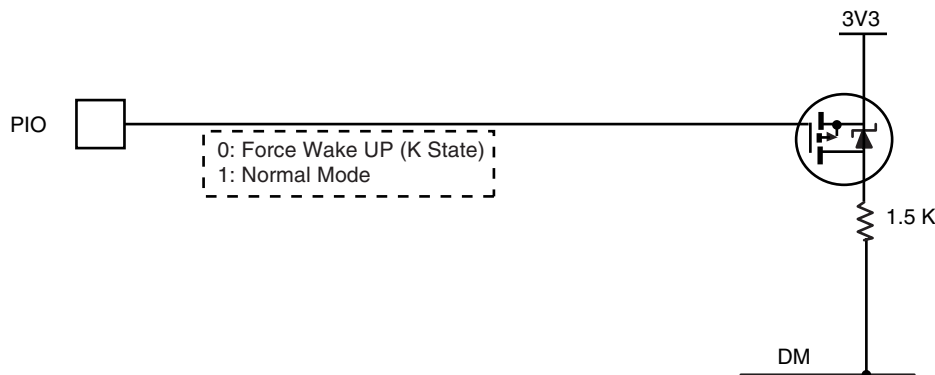 3V3
PIO
0: Force Wake UP (K State)
1: Normal Mode
1.5 K
DM